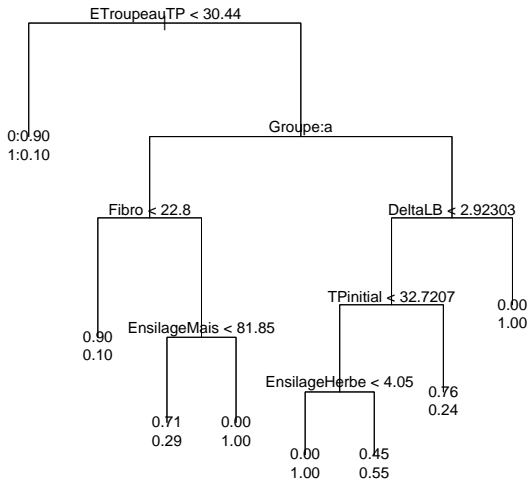 ETroupeauTP < 30.44
0:0.90
1:0.10
Groupe:a
Fibro < 22.8
DeltaLB < 2.92303
0.90
0.10
EnsilageMais < 81.85
TPinitial < 32.7207
0.00
1.00
0.71
0.29
0.00
1.00
EnsilageHerbe < 4.05
0.76
0.24
0.00
1.00
0.45
0.55